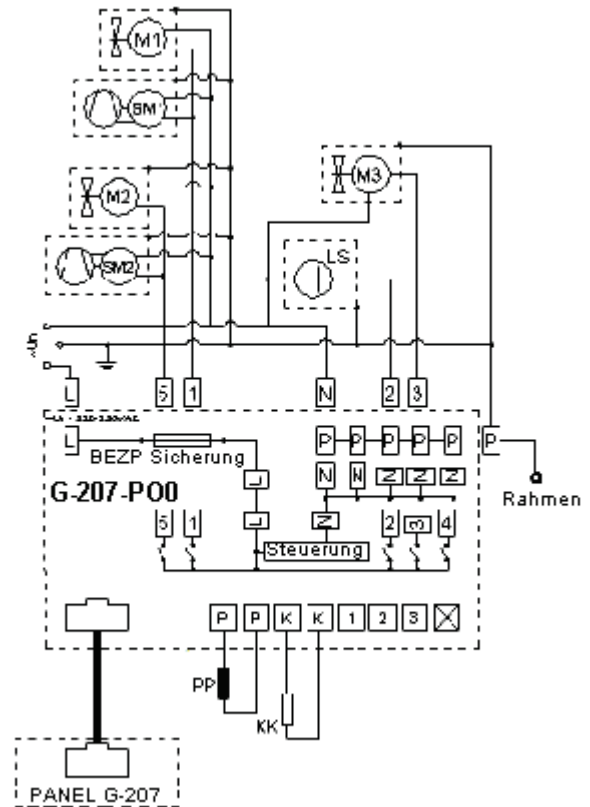 M1
SM1
M2
M3
SM2
LS
L 5 1 N 2 3
L P P P P P P
BEZP Sicherung
Rahmen
L N N N N N
G-207-PO0
5 1 L N 2 3 4
Steuerung
P P K K 1 2 3
PP
KK
PANEL G-207